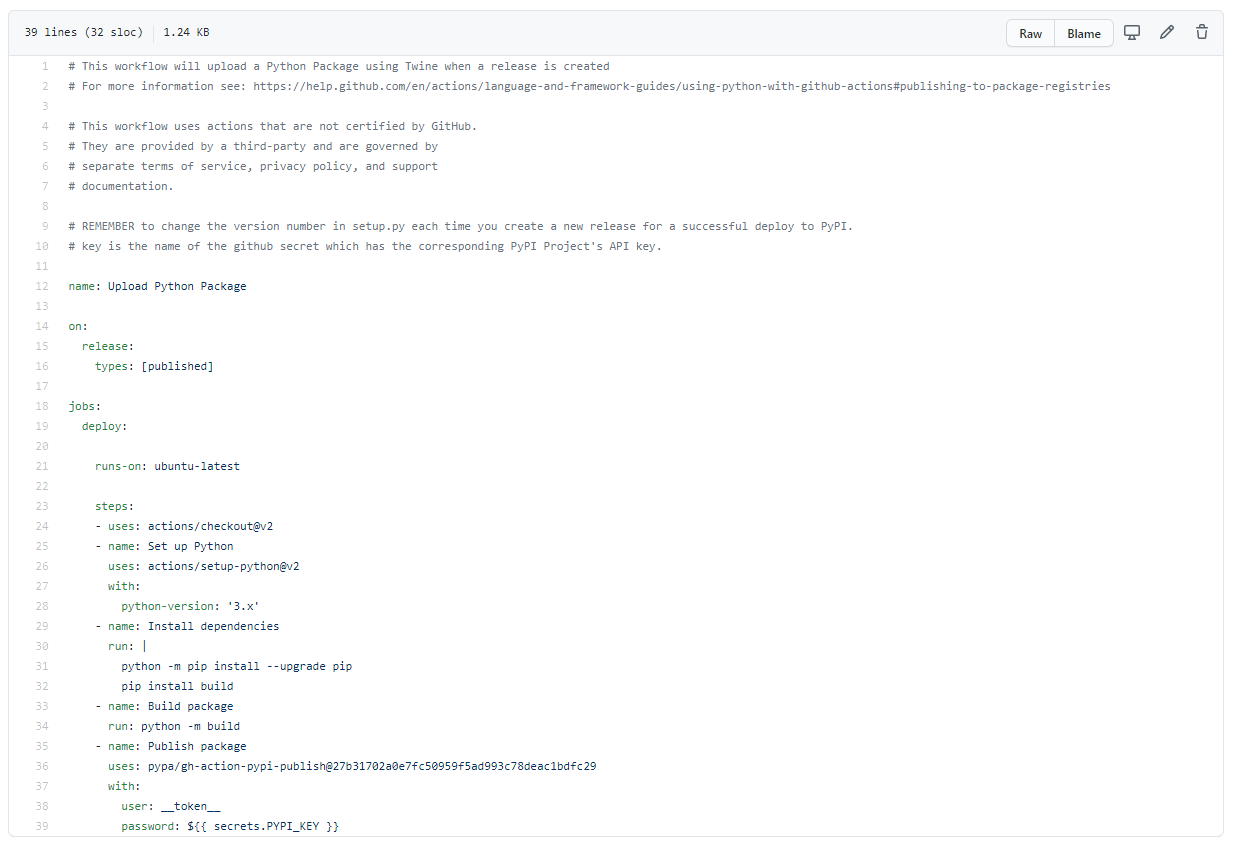 39 lines (32 sloc) 1.24 KB
Raw Blame
1 # This workflow will upload a Python Package using Twine when a release is created
2 # For more information see: https://help.github.com/en/actions/language-and-framework-guides/using-python-with-github-actions#publishing-to-package-registries
3
4 # This workflow uses actions that are not certified by GitHub.
5 # They are provided by a third-party and are governed by
6 # separate terms of service, privacy policy, and support
7 # documentation.
8
9 # REMEMBER to change the version number in setup.py each time you create a new release for a successful deploy to PyPI.
10 # key is the name of the github secret which has the corresponding PyPI Project's API key.
11
12 name: Upload Python Package
13
14 on:
15   release:
16     types: [published]
17
18 jobs:
19   deploy:
20
21     runs-on: ubuntu-latest
22
23     steps:
24     - uses: actions/checkout@v2
25     - name: Set up Python
26       uses: actions/setup-python@v2
27       with:
28         python-version: '3.x'
29     - name: Install dependencies
30       run: |
31         python -m pip install --upgrade pip
32         pip install build
33     - name: Build package
34       run: python -m build
35     - name: Publish package
36       uses: pypa/gh-action-pypi-publish@27b31702a0e7fc50959f5ad993c78deac1bdfc29
37       with:
38         user: __token__
39         password: ${{ secrets.PYPI_KEY }}